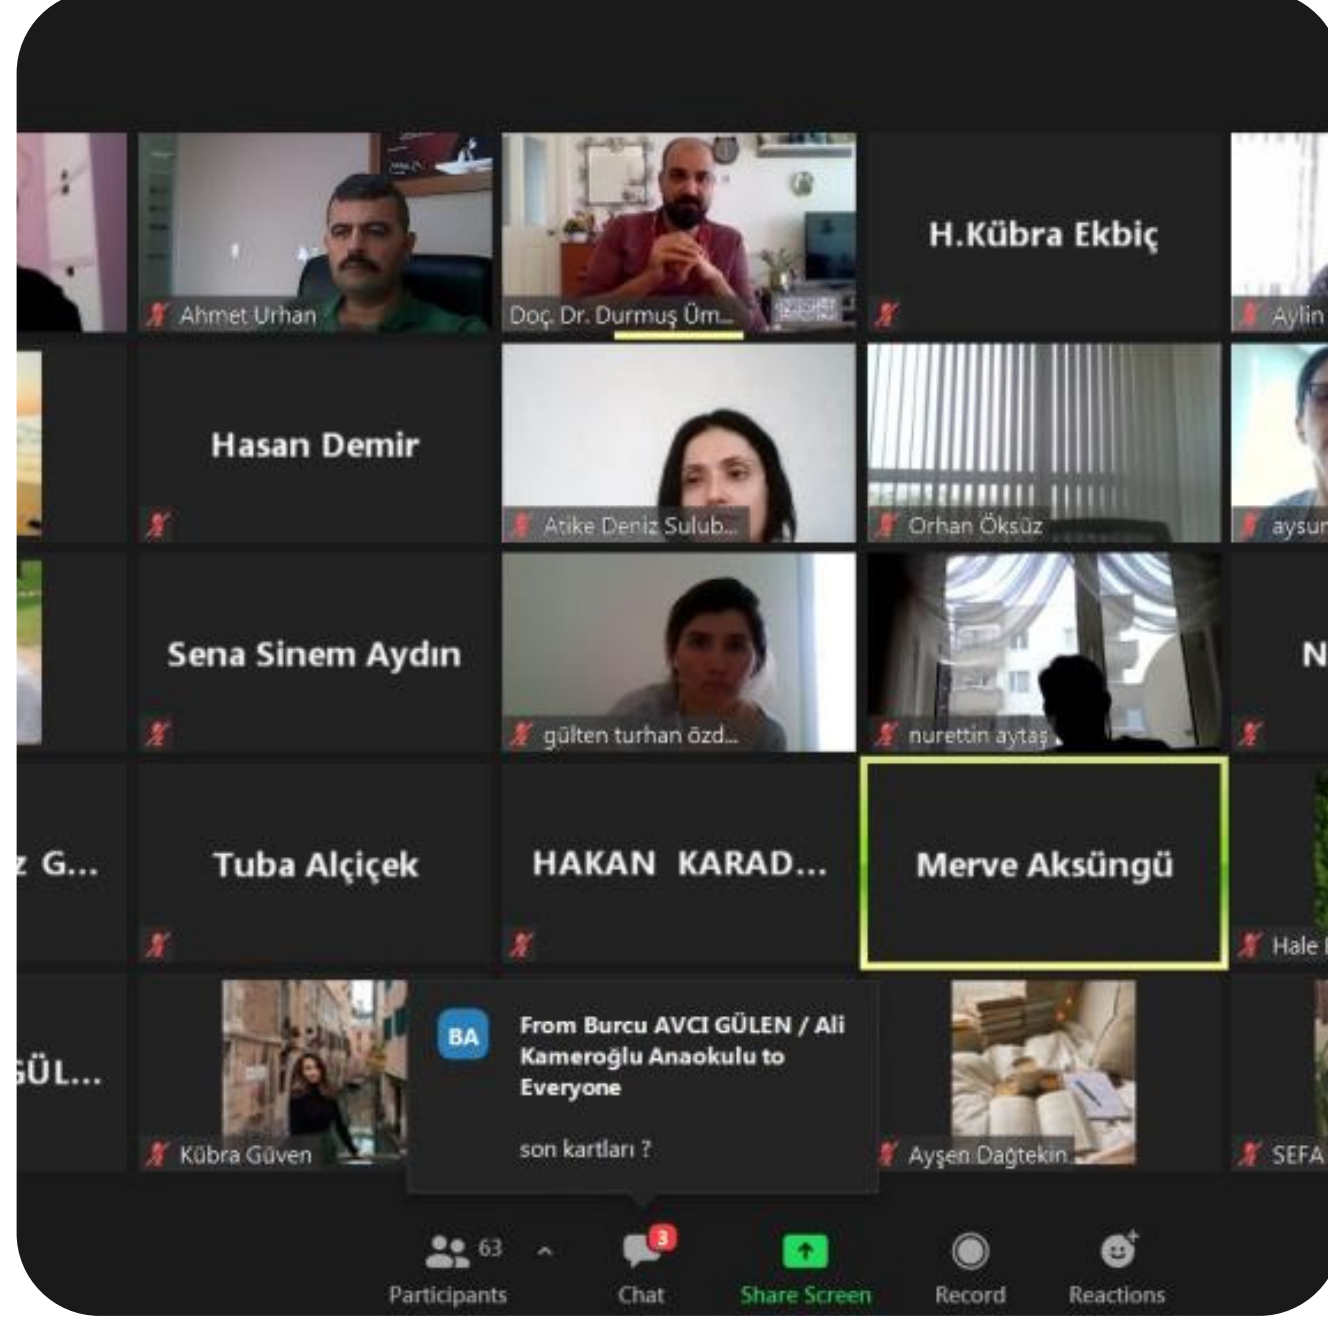 Ahmet Urhan
Doç. Dr. Durmuş Üm...
H.Kübra Ekbiç
Aylin
Hasan Demir
Atike Deniz Sulub...
Orhan Öksüz
aysun
Sena Sinem Aydın
gülten turhan özd...
nurettin aytaş
N
z G...
Tuba Alçiçek
HAKAN KARAD...
Merve Aksüngü
Hale
GÜL...
Kübra Güven
BA
From Burcu AVCI GÜLEN / Ali
Kameroğlu Anaokulu to
Everyone
son kartları ?
Ayşen Dağtekin
SEFA
63
3
Participants
Chat
Share Screen
Record
Reactions